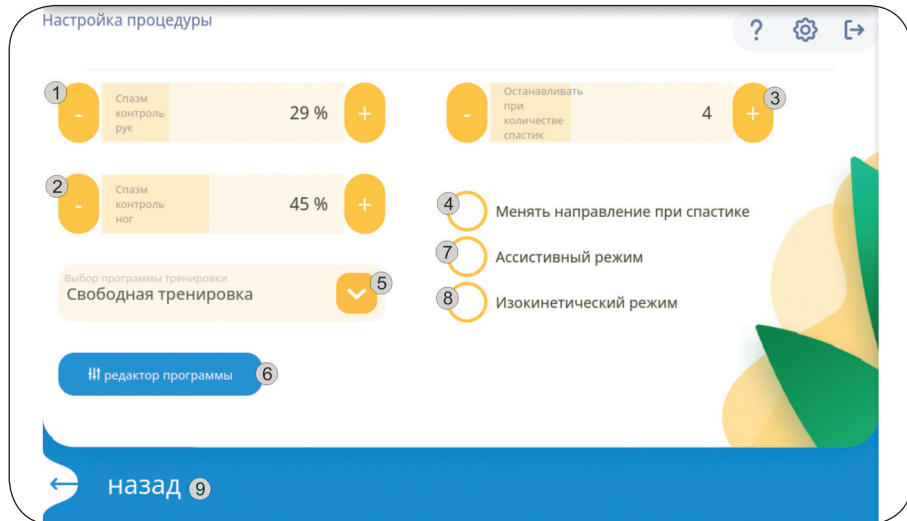 Настройка процедуры
?
1
-
Спазм
контроль
рук
29 %
+
-
Останавливать
при
количестве
спастик
4
+
3
2
-
Спазм
контроль
ног
45 %
+
4
Менять направление при спастике
7
Ассистивный режим
Выбор программы тренировки
Свободная тренировка
5
8
Изокинетический режим
редактор программы
6
← назад 9